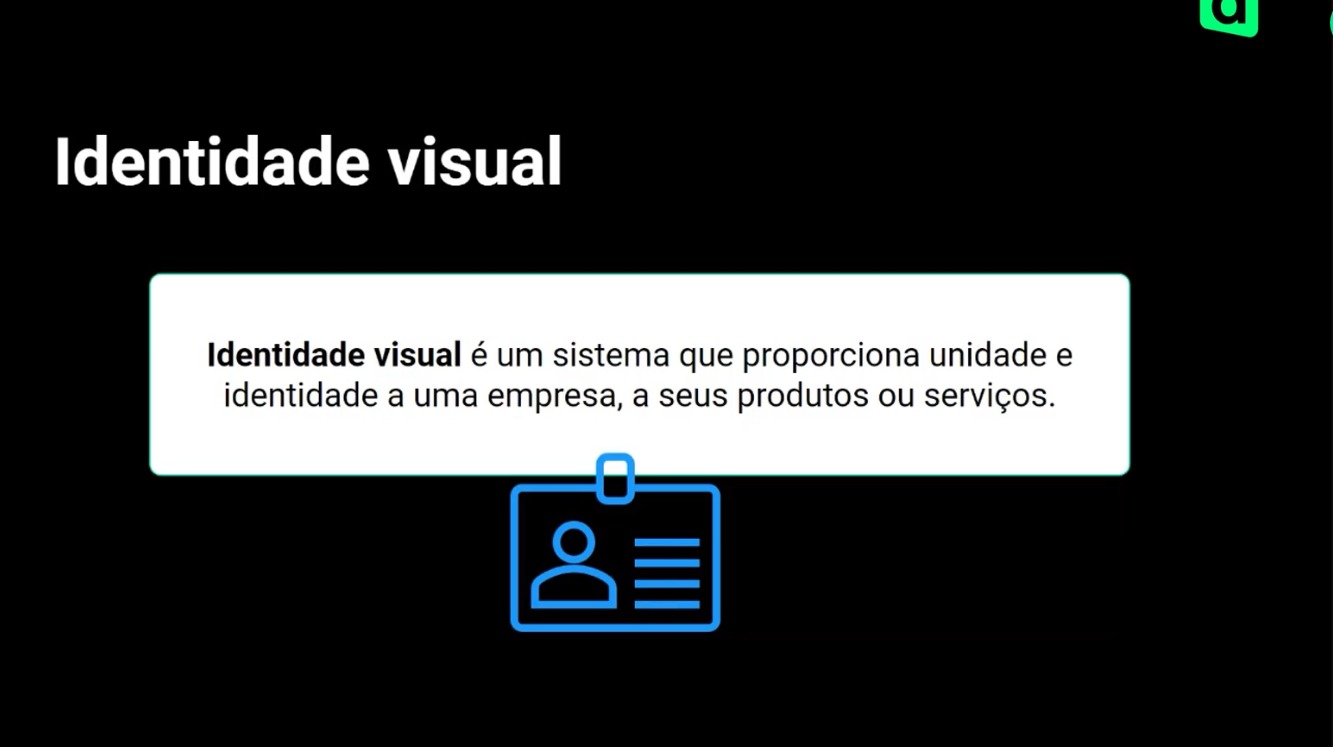 Identidade visual
Identidade visual é um sistema que proporciona unidade e
identidade a uma empresa, a seus produtos ou serviços.